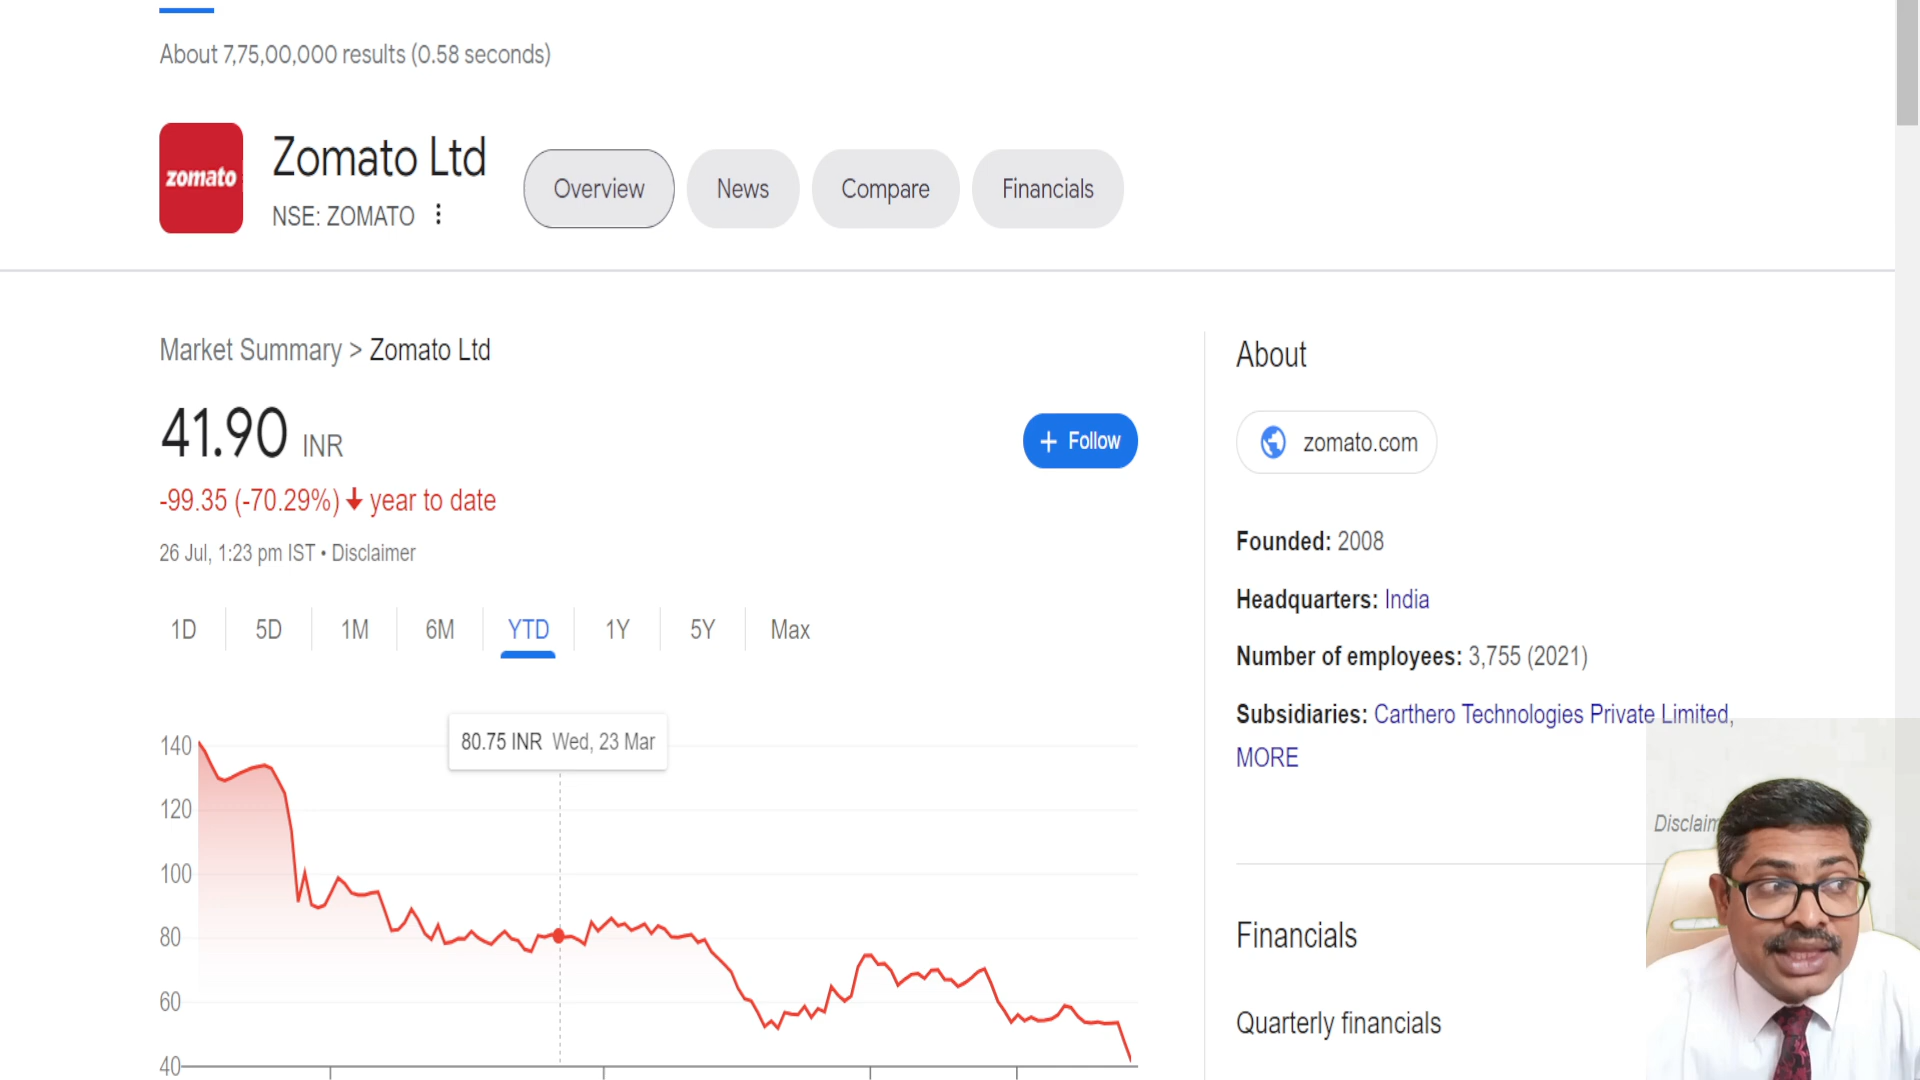 About 7,75,00,000 results (0.58 seconds)
zomato
Zomato Ltd
NSE: ZOMATO
Overview
News
Compare
Financials
Market Summary > Zomato Ltd
41.90 INR
+ Follow
-99.35 (-70.29%) year to date
26 Jul, 1:23 pm IST • Disclaimer
1D
5D
1M
6M
YTD
1Y
5Y
Max
80.75 INR Wed, 23 Mar
140
120
100
80
60
40
About
zomato.com
Founded: 2008
Headquarters: India
Number of employees: 3,755 (2021)
Subsidiaries: Carthero Technologies Private Limited,
MORE
Disclaim
Financials
Quarterly financials